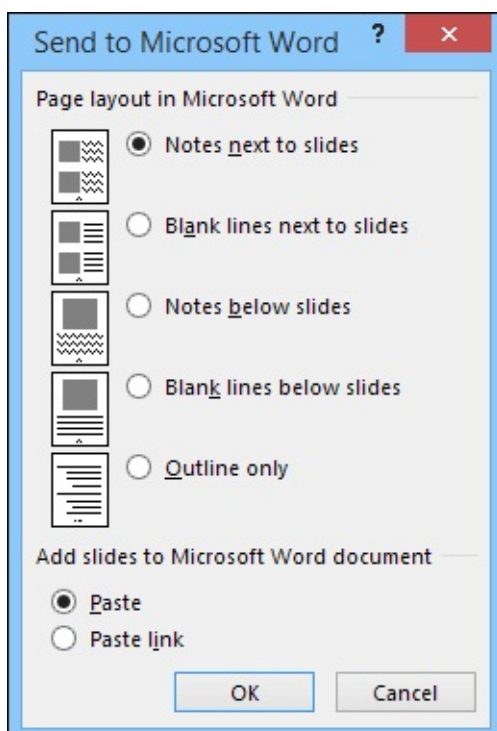 Send to Microsoft Word ? ×
Page layout in Microsoft Word
Notes next to slides
Blank lines next to slides
Notes below slides
Blank lines below slides
Outline only
Add slides to Microsoft Word document
Paste
Paste link
OK Cancel